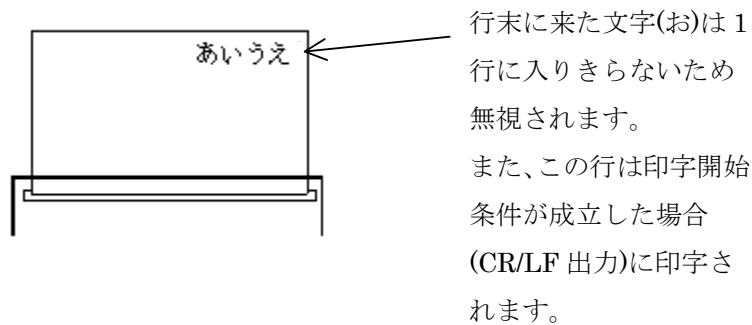 あいうえ
行末に来た文字(お)は1
行に入りきらないため
無視されます。
また、この行は印字開始
条件が成立した場合
(CR/LF 出力)に印字さ
れます。